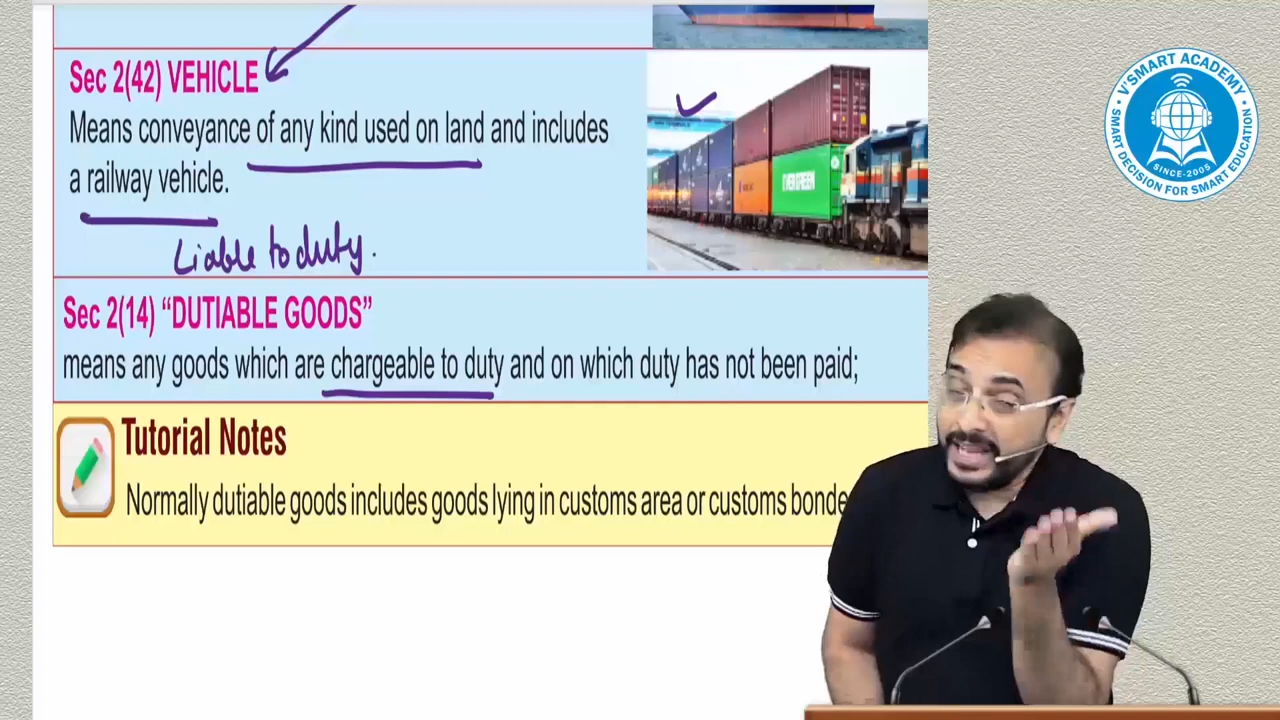 Sec 2(42) VEHICLE
Means conveyance of any kind used on land and includes
a railway vehicle.
Liable to duty.
Sec 2(14) “DUTIABLE GOODS”
means any goods which are chargeable to duty and on which duty has not been paid;
Tutorial Notes
Normally dutiable goods includes goods lying in customs area or customs bonde
V'SMART ACADEMY
SINCE-2005
SMART DECISION FOR SMART EDUCATION